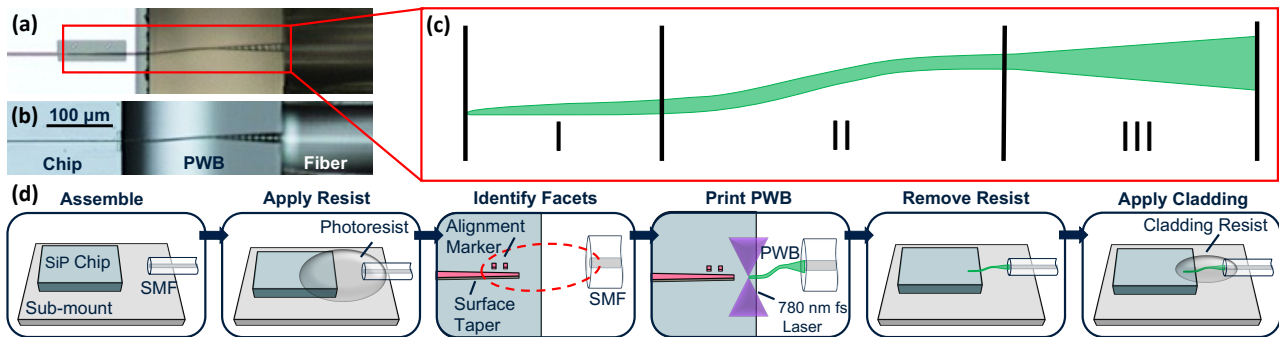 (a)
(c)
(b)
100 µm
Chip
PWB
Fiber
I
II
III
(d)
Assemble
Apply Resist
Identify Facets
Print PWB
Remove Resist
Apply Cladding
SiP Chip
SMF
Sub-mount
Photoresist
Alignment
Marker
Surface
Taper
SMF
PWB
780 nm fs
Laser
Cladding Resist